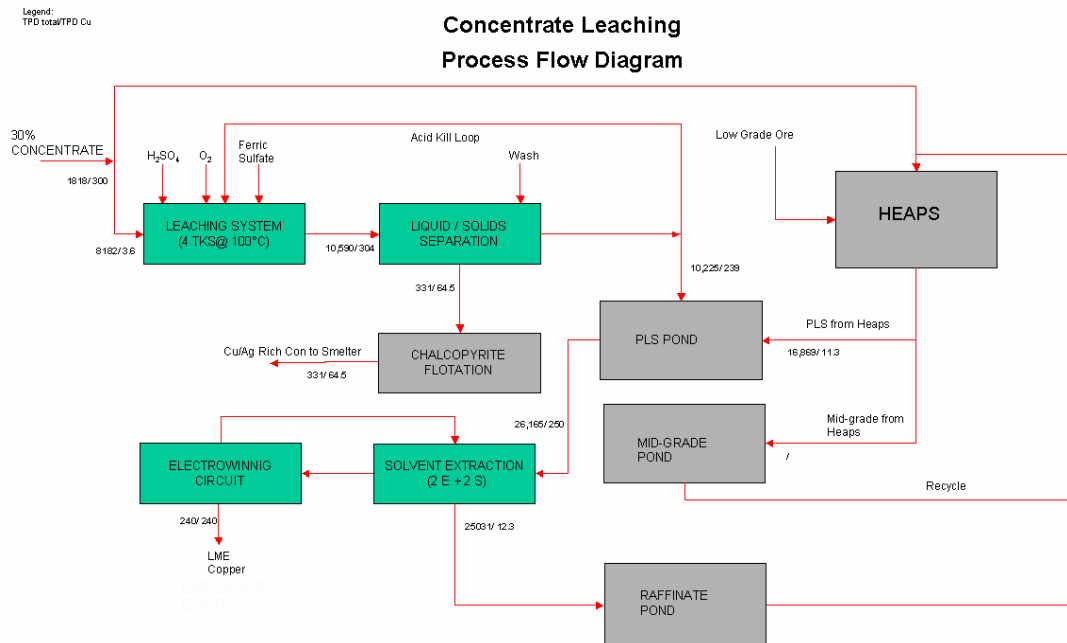 Legend:
TPD total/TPD Cu
Concentrate Leaching
Process Flow Diagram
30%
CONCENTRATE
1818/300
H₂SO₄
O₂
Ferric
Sulfate
Acid Kill Loop
Wash
Low Grade Ore
LEACHING SYSTEM
(4 TKS@ 100°C)
LIQUID / SOLIDS
SEPARATION
HEAPS
8182/3.6
10,590/304
10,225/239
331/64.5
Cu/Ag Rich Con to Smelter
331/64.5
CHALCOPYRITE
FLOTATION
PLS POND
PLS from Heaps
16,869/11.3
26,165/250
Mid-grade from
Heaps
/
MID-GRADE
POND
Recycle
ELECTROWINNIG
CIRCUIT
SOLVENT EXTRACTION
(2 E + 2 S)
240/240
25031/12.3
LME
Copper
LME GRADE
COPPER
RAFFINATE
POND